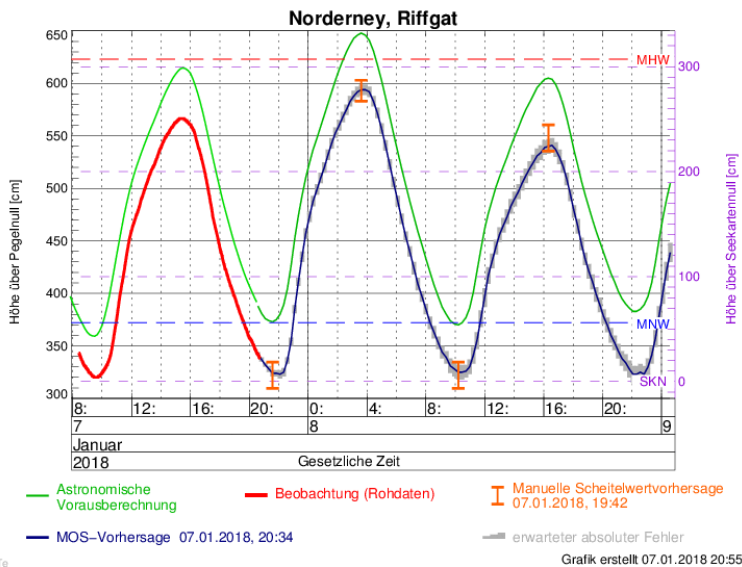 Norderney, Riffgat
Höhe über Pegelnull [cm]
650
600
550
500
450
400
350
300
MHW
MNW
SKN
300
200
100
0
Höhe über Seekartennull [cm]
8: 12: 16: 20: 0: 4: 8: 12: 16: 20:
7 8 9
Januar
2018 Gesetzliche Zeit
Astronomische
Vorausberechnung
Beobachtung (Rohdaten)
Manuelle Scheitelwertvorhersage
07.01.2018, 19:42
MOS-Vorhersage 07.01.2018, 20:34
erwarteter absoluter Fehler
Grafik erstellt 07.01.2018 20:55